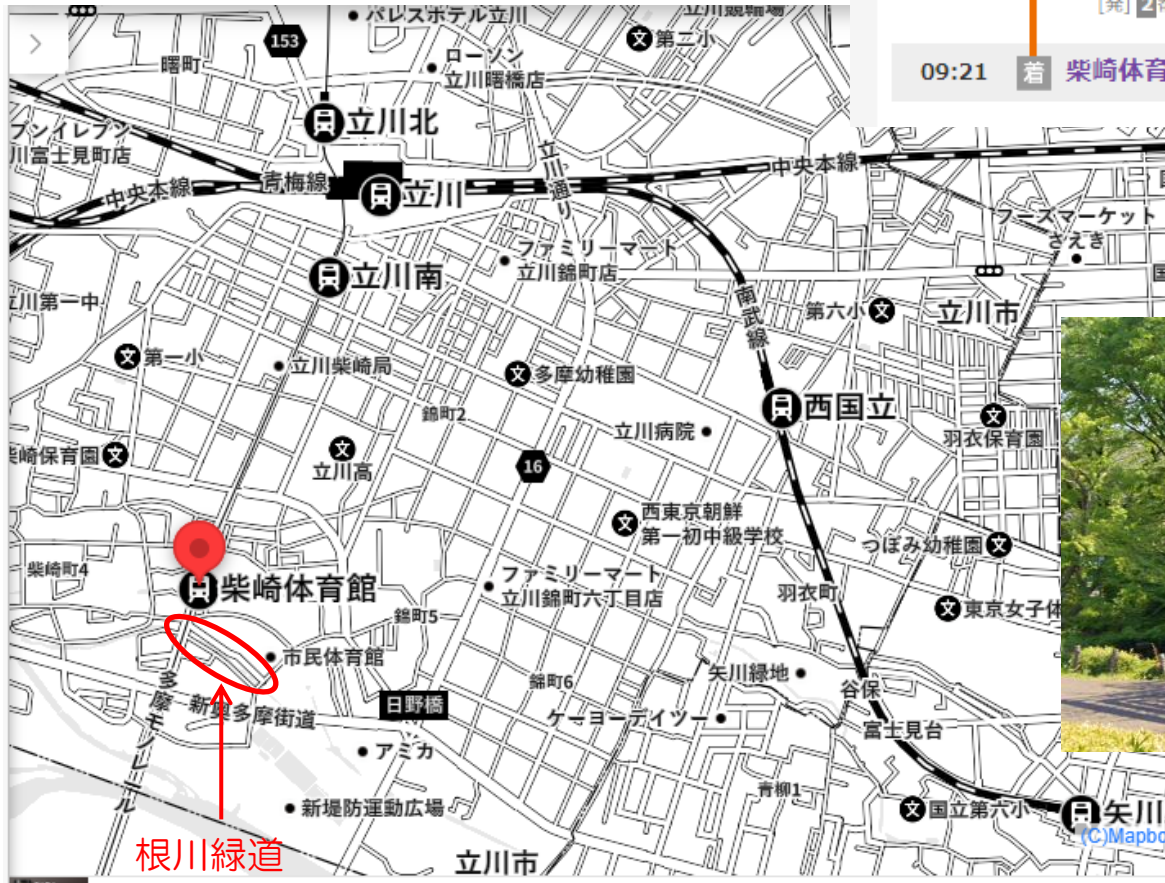 パレスホテル立川
立川競輪場
153
第二小
[発] 2
09:21 着 柴崎体育
ローソン
立川曙橋店
曙町
立川北
ブンイレブン
川富士見町店
立川通り
中央本線
青梅線
立川
中央本線
フーズマーケット
さえき
ファミリーマート
立川錦町店
立川南
立川第一中
南武線
第六小
立川市
第一小
立川柴崎局
多摩幼稚園
錦町2
西国立
立川病院
羽衣保育園
柴崎保育園
立川高
16
西東京朝鮮
第一初中級学校
つぼみ幼稚園
柴崎町4
柴崎体育館
ファミリーマート
立川錦町六丁目店
羽衣町
東京女子体
錦町5
市民体育館
矢川緑地
錦町6
谷保
多摩モノレール
新奥多摩街道
日野橋
ケーヨーデイツー
富士見台
アミカ
青柳1
新堤防運動広場
国立第六小
矢川
(C)Mapbo
根川緑道
立川市